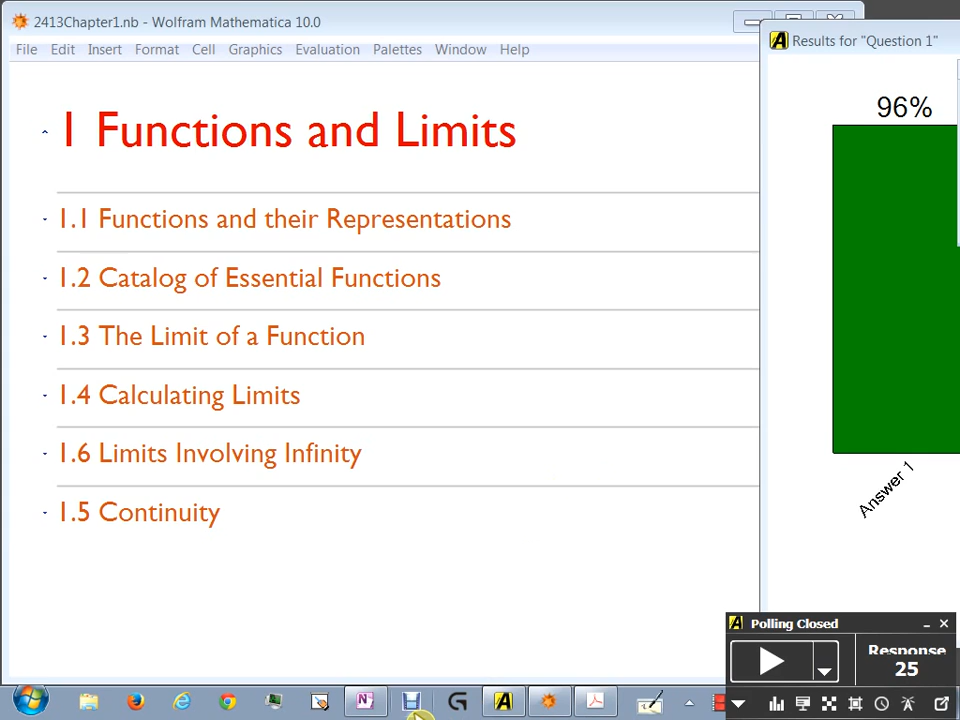 2413Chapter1.nb - Wolfram Mathematica 10.0
File Edit Insert Format Cell Graphics Evaluation Palettes Window Help
1 Functions and Limits
1.1 Functions and their Representations
1.2 Catalog of Essential Functions
1.3 The Limit of a Function
1.4 Calculating Limits
1.6 Limits Involving Infinity
1.5 Continuity
Results for "Question 1"
96%
Answer 1
Polling Closed
Response
25